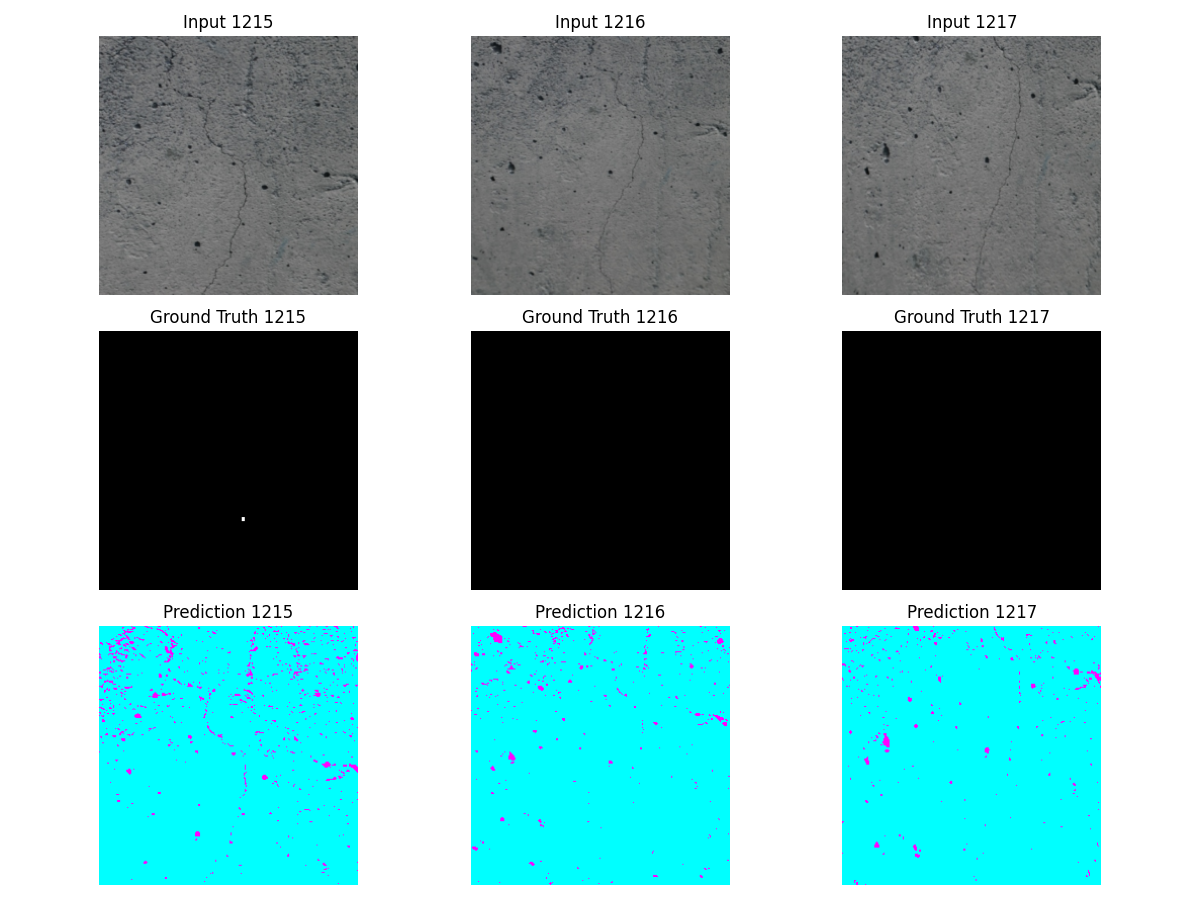 Input 1215
Input 1216
Input 1217
Ground Truth 1215
Ground Truth 1216
Ground Truth 1217
Prediction 1215
Prediction 1216
Prediction 1217